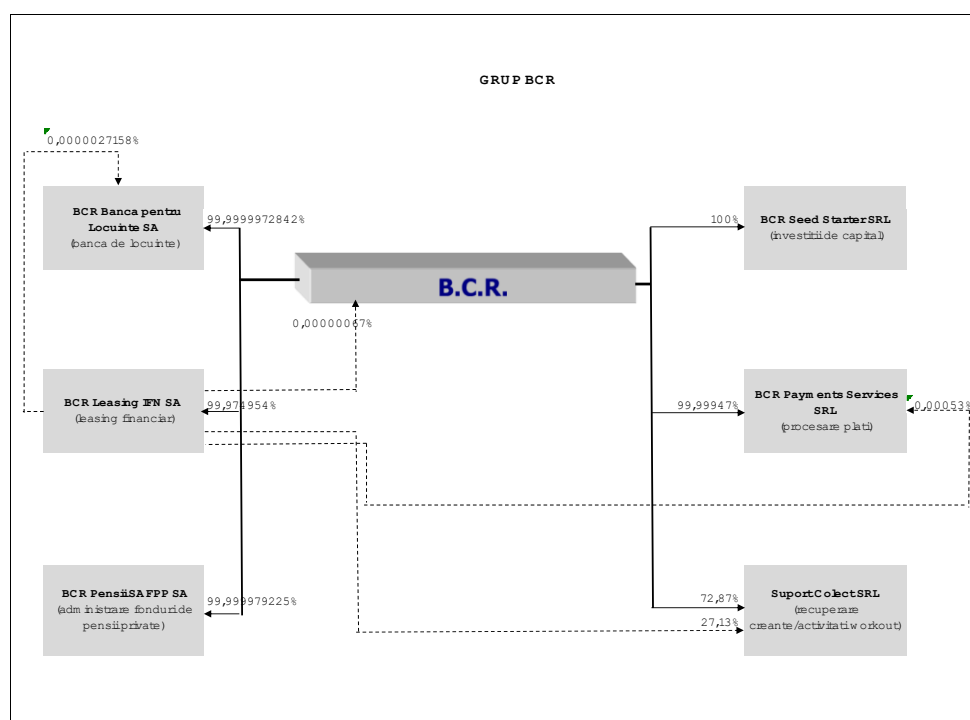 GRUP BCR
0,0000027158%
BCR Banca pentru
Locuinte SA
(banca de locuinte)
99,9999972842%
100%
BCR Seed Starter SRL
(investitii de capital)
B.C.R.
0,00000067%
BCR Leasing IFN SA
(leasing financiar)
99,974954%
99,99947%
BCR Payments Services
SRL
(procesare plati)
0,00053%
BCR Pensii SAFPP SA
(administrare fonduri de
pensii private)
99,999979225%
72,87%
27,13%
Suport Colect SRL
(recuperare
creante/activitati workout)